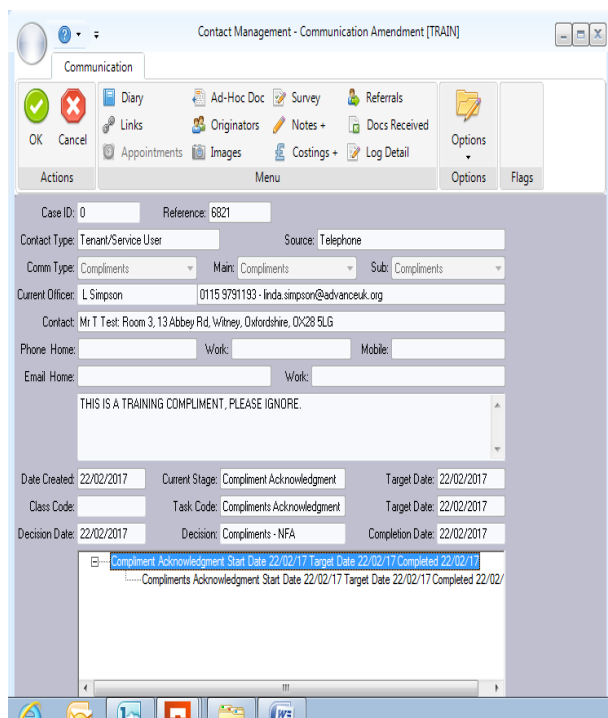 Contact Management - Communication Amendment [TRAIN]
Communication
Diary Ad-Hoc Doc Survey Referrals
Links Originators Notes + Docs Received
OK Cancel Appointments Images Costings + Log Detail Options
Actions Menu Options Flags
Case ID: 0 Reference: 6821
Contact Type: Tenant/Service User Source: Telephone
Comm Type: Compliments Main: Compliments Sub: Compliments
Current Officer: L Simpson 0115 9791193 - linda.simpson@advanceuk.org
Contact: Mr T Test: Room 3, 13 Abbey Rd, Witney, Oxfordshire, OX28 5LG
Phone Home: Work: Mobile:
Email Home: Work:
THIS IS A TRAINING COMPLIMENT, PLEASE IGNORE.
Date Created: 22/02/2017 Current Stage: Compliment Acknowledgment Target Date: 22/02/2017
Class Code: Task Code: Compliments Acknowledgment Target Date: 22/02/2017
Decision Date: 22/02/2017 Decision: Compliments - NFA Completion Date: 22/02/2017
Compliment Acknowledgment Start Date 22/02/17 Target Date 22/02/17 Completed 22/02/17
Compliments Acknowledgment Start Date 22/02/17 Target Date 22/02/17 Completed 22/02/